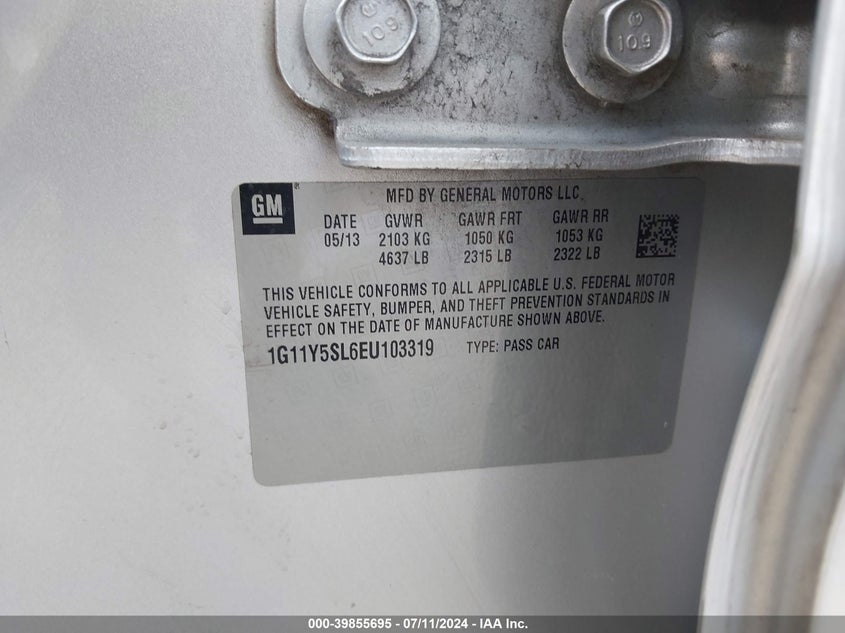 G
10.9
G
10.9
GM
MFD BY GENERAL MOTORS LLC
DATE GVWR GAWR FRT GAWR RR
05/13 2103 KG 1050 KG 1053 KG
4637 LB 2315 LB 2322 LB
THIS VEHICLE CONFORMS TO ALL APPLICABLE U.S. FEDERAL MOTOR
VEHICLE SAFETY, BUMPER, AND THEFT PREVENTION STANDARDS IN
EFFECT ON THE DATE OF MANUFACTURE SHOWN ABOVE.
1G11Y5SL6EU103319 TYPE: PASS CAR
000-39855695 - 07/11/2024 - IAA Inc.